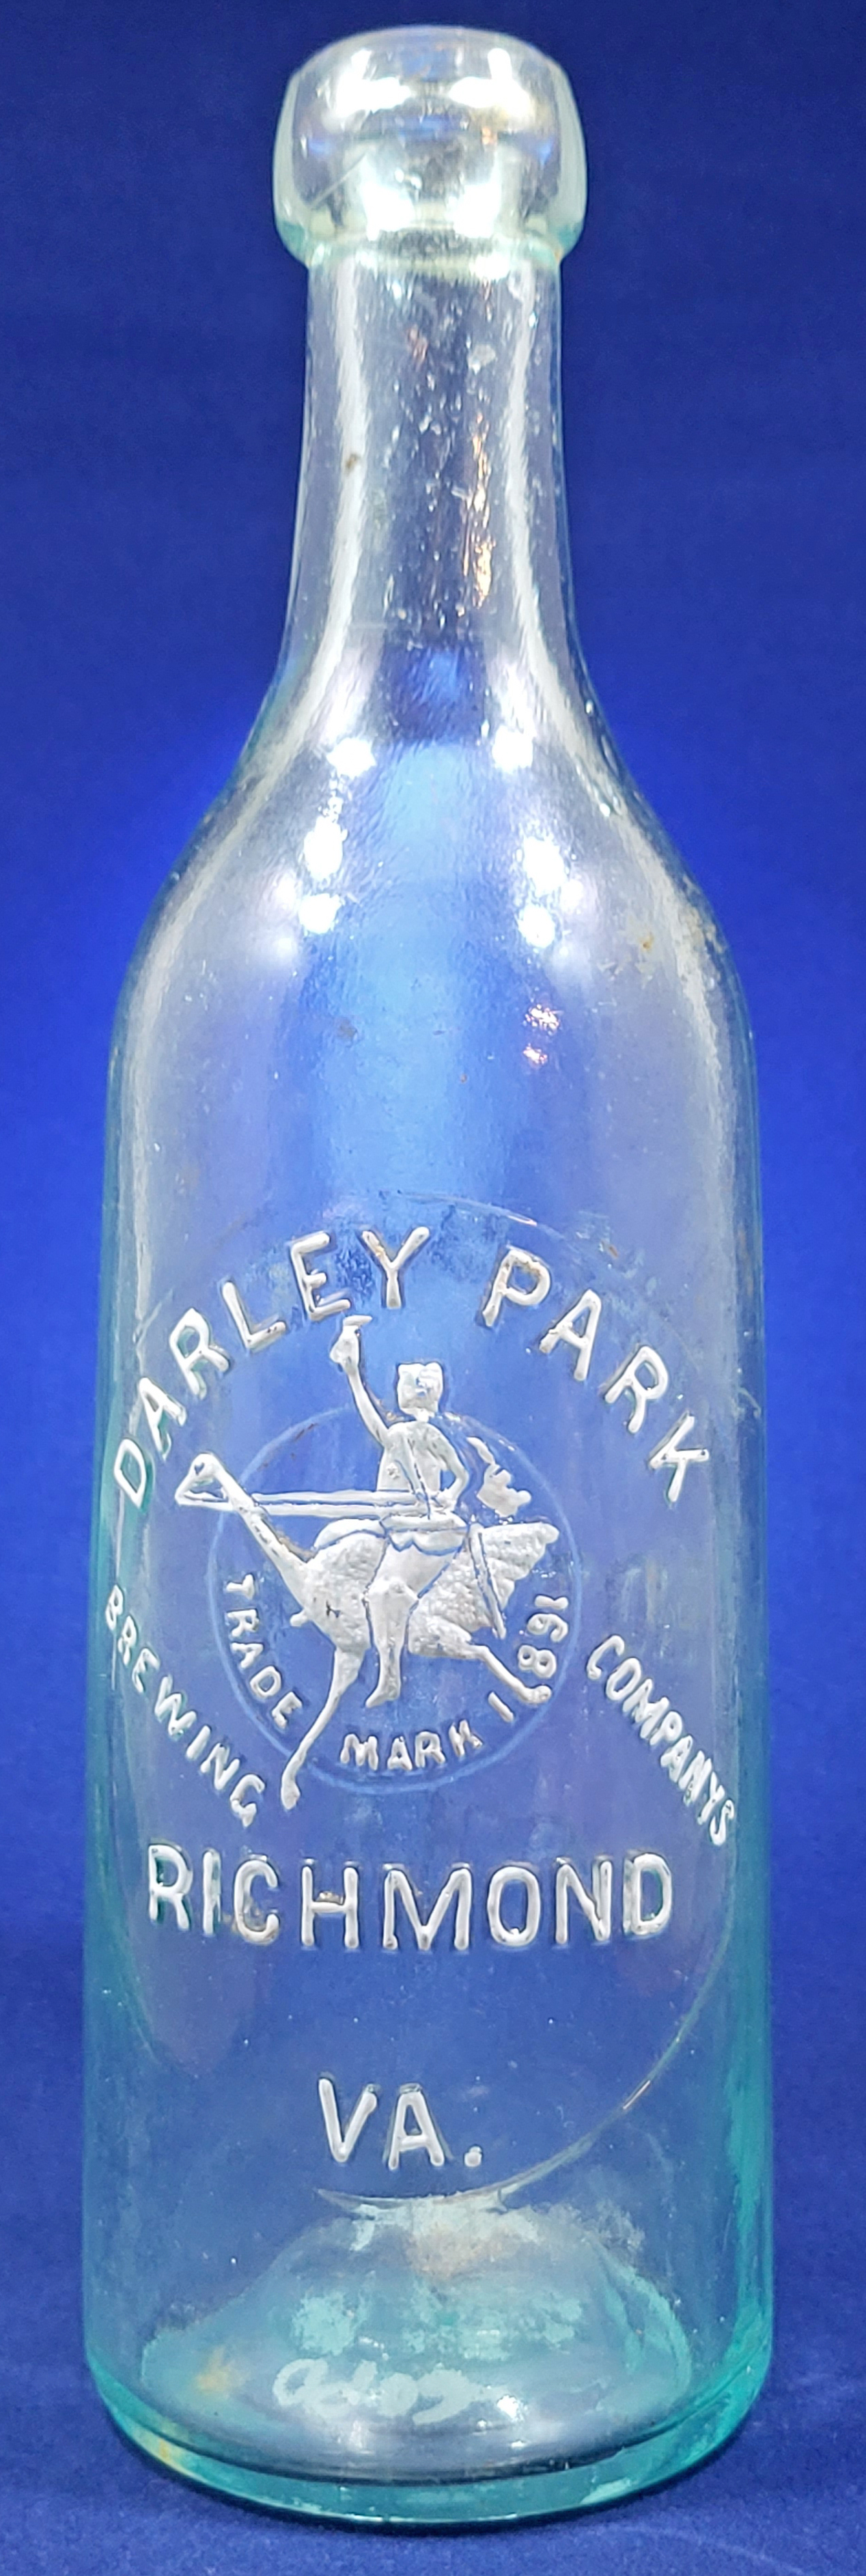 DARLEY PARK
TRADE MARK 1891
BREWING COMPANYS
RICHMOND
VA.